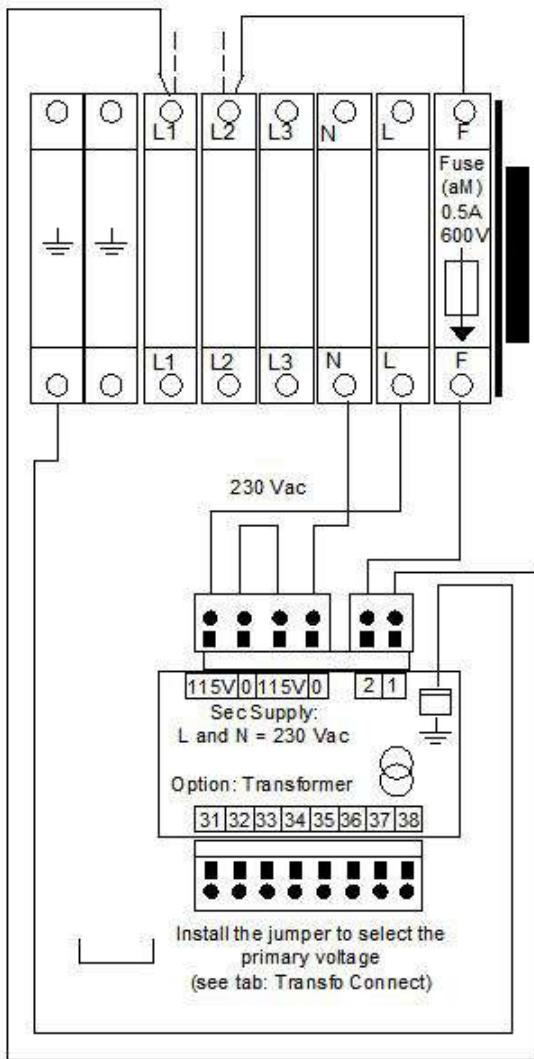 L1 L2 L3 N L F
Fuse
(aM)
0.5A
600V
L1 L2 L3 N L F
230 Vac
115V 0 115V 0 2 1
Sec Supply:
L and N = 230 Vac
Option: Transformer
31 32 33 34 35 36 37 38
Install the jumper to select the
primary voltage
(see tab: Transfo Connect)